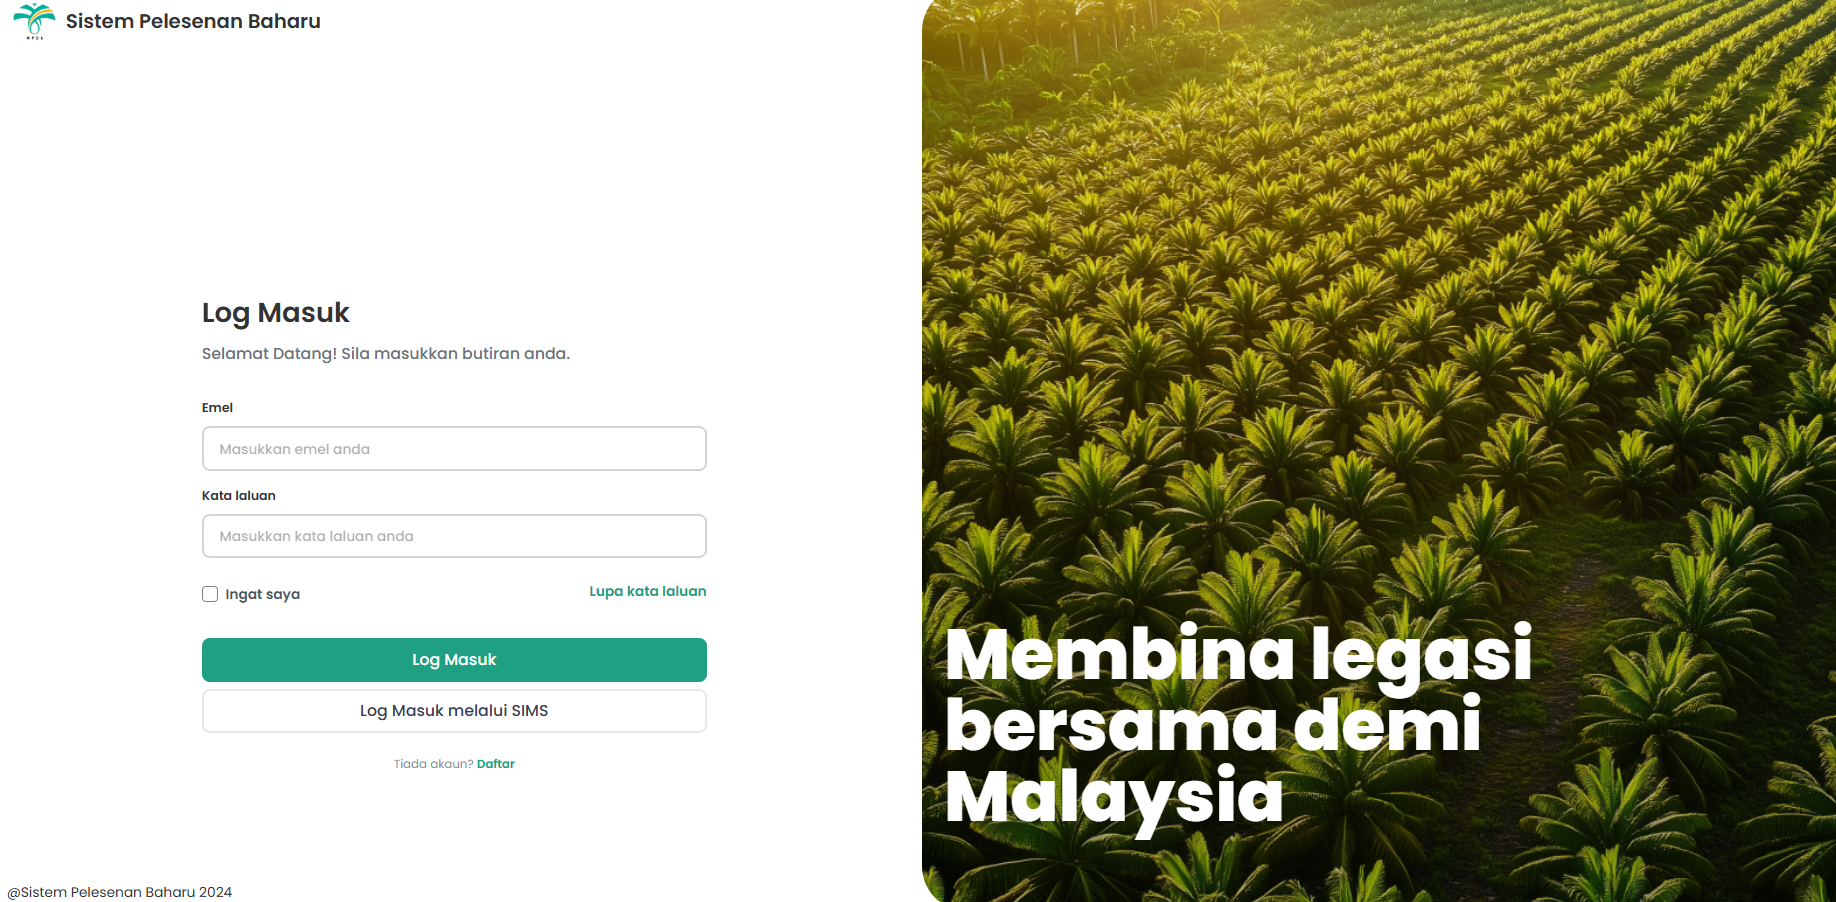 MPOB
Sistem Pelesenan Baharu
Log Masuk
Selamat Datang! Sila masukkan butiran anda.
Emel
Masukkan emel anda
Kata laluan
Masukkan kata laluan anda
Ingat saya
Lupa kata laluan
Log Masuk
Log Masuk melalui SIMS
Tiada akaun? Daftar
@Sistem Pelesenan Baharu 2024
Membina legasi
bersama demi
Malaysia